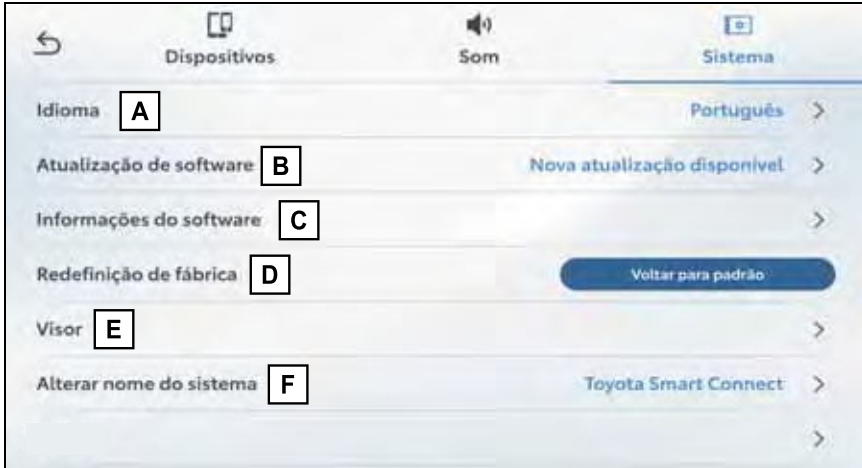 Dispositivos
Som
Sistema
Idioma A Português
Atualização de software B Nova atualização disponível
Informações do software C
Redefinição de fábrica D Voltar para padrão
Visor E
Alterar nome do sistema F Toyota Smart Connect